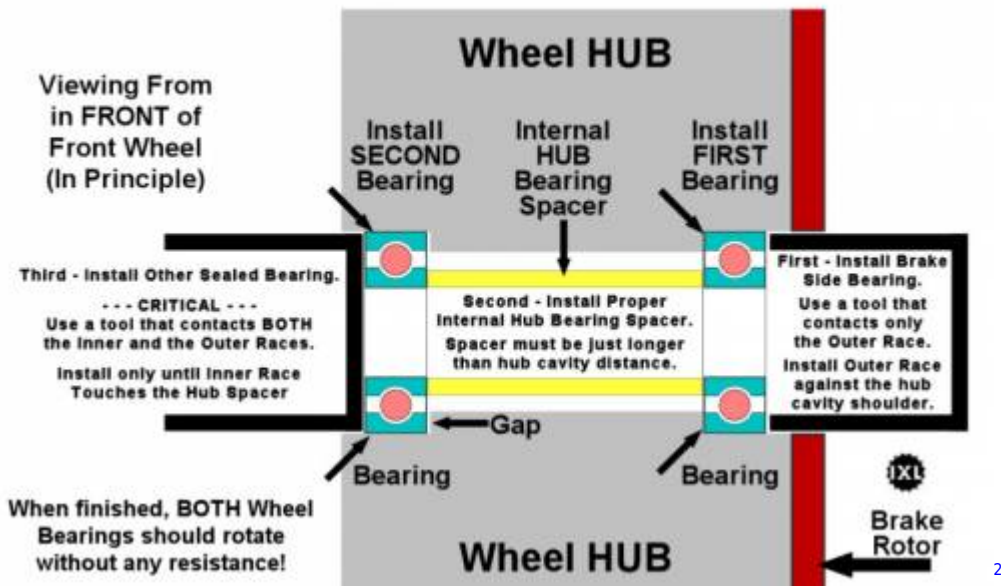 Wheel HUB
Viewing From
in FRONT of
Front Wheel
(In Principle)
Install
SECOND
Bearing
Internal
HUB
Bearing
Spacer
Install
FIRST
Bearing
Third - Install Other Sealed Bearing.
- - - CRITICAL - - -
Use a tool that contacts BOTH
the Inner and the Outer Races.
Install only until Inner Race
Touches the Hub Spacer
Second - Install Proper
Internal Hub Bearing Spacer.
Spacer must be just longer
than hub cavity distance.
First - Install Brake
Side Bearing.
Use a tool that
contacts only
the Outer Race.
Install Outer Race
against the hub
cavity shoulder.
Gap
Bearing
Bearing
IXL
When finished, BOTH Wheel
Bearings should rotate
without any resistance!
Wheel HUB
Brake
Rotor
2